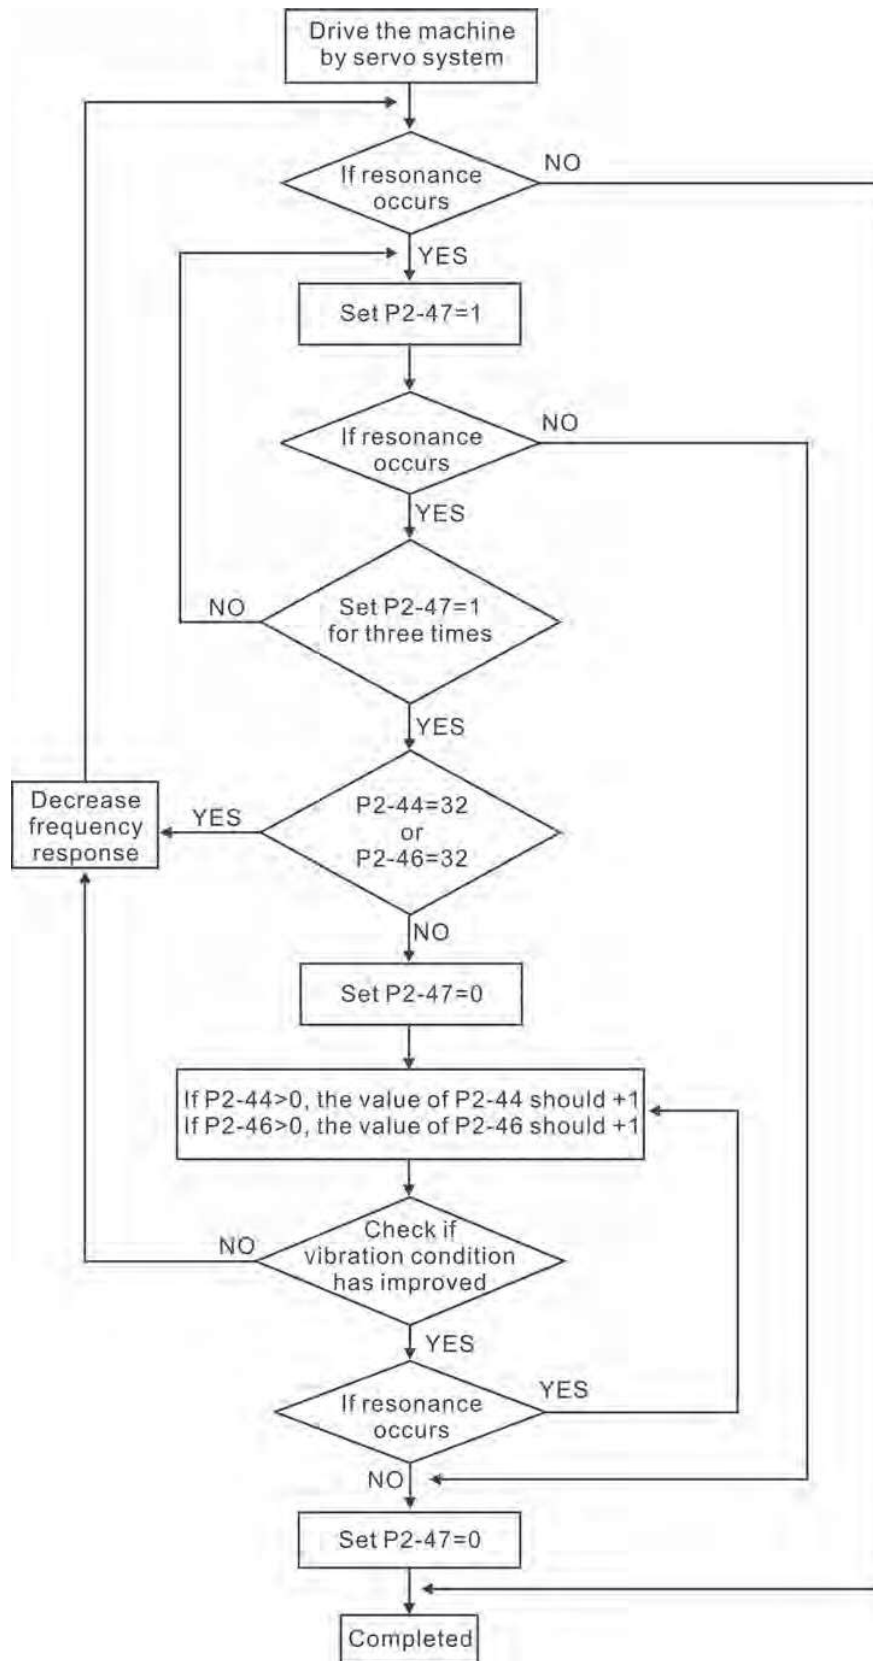 Drive the machine
by servo system
If resonance
occurs
NO
YES
Set P2-47=1
If resonance
occurs
NO
YES
Set P2-47=1
for three times
NO
YES
P2-44=32
or
P2-46=32
YES
Decrease
frequency
response
NO
Set P2-47=0
If P2-44>0, the value of P2-44 should +1
If P2-46>0, the value of P2-46 should +1
Check if
vibration condition
has improved
NO
YES
If resonance
occurs
YES
NO
Set P2-47=0
Completed